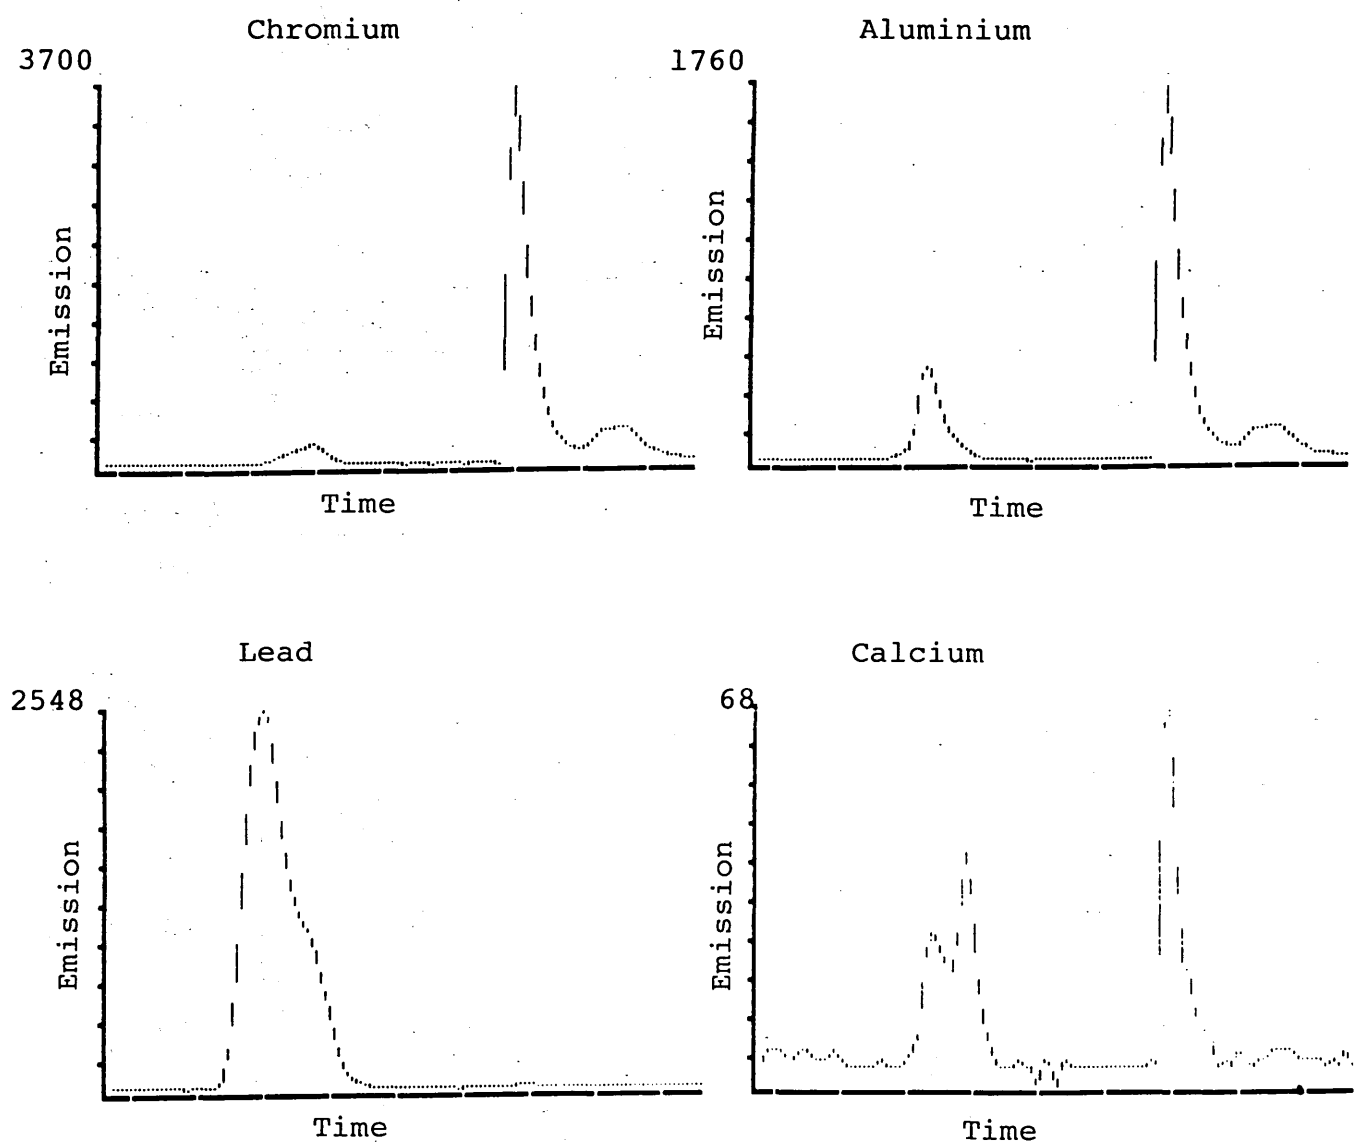 Chromium
3700
Emission
Time
Aluminium
1760
Emission
Time
Lead
2548
Emission
Time
Calcium
68
Emission
Time